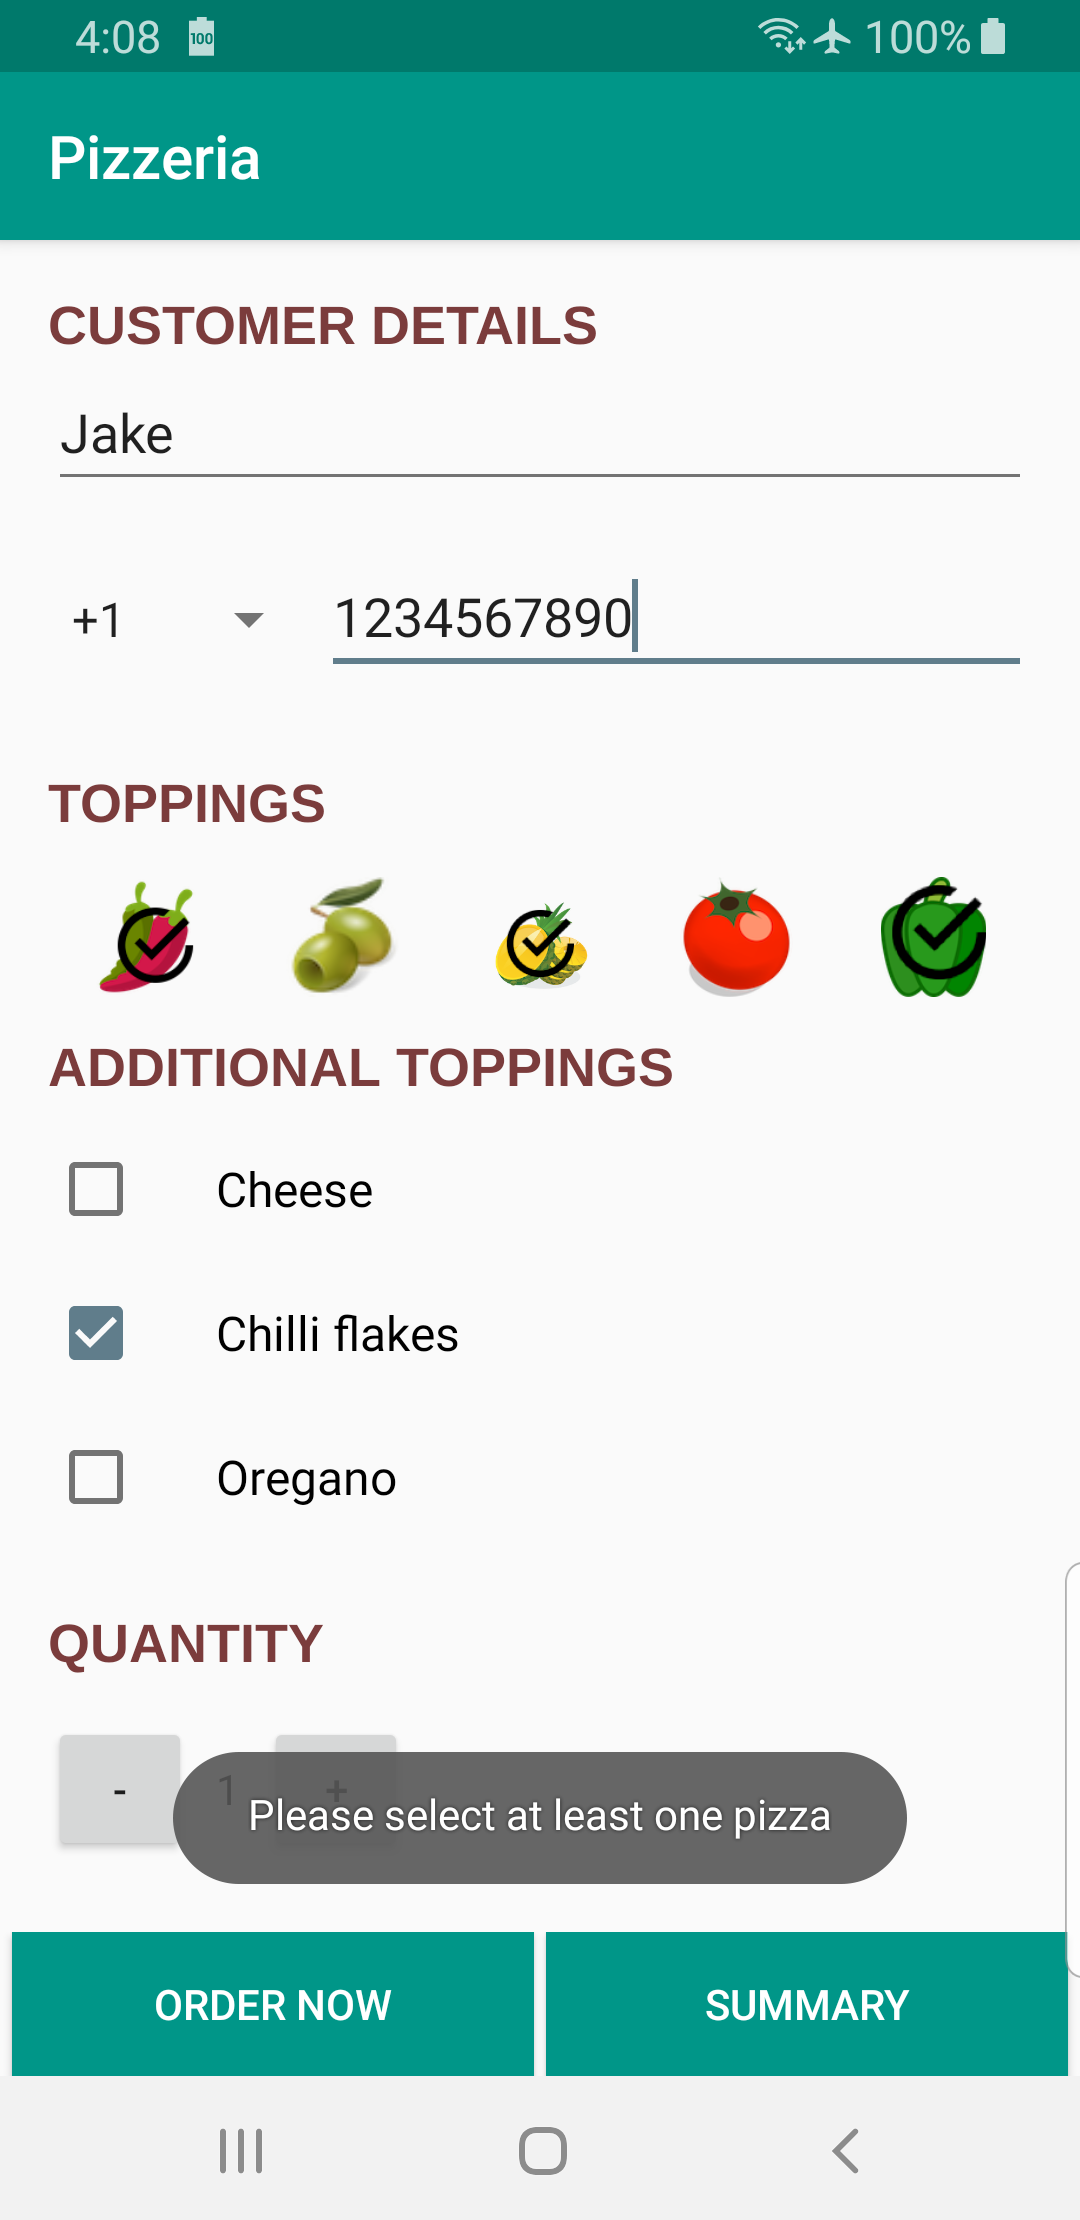 4:08 100 100%
Pizzeria
CUSTOMER DETAILS
Jake
+1 1234567890
TOPPINGS
ADDITIONAL TOPPINGS
Cheese
Chilli flakes
Oregano
QUANTITY
- 1 +
Please select at least one pizza
ORDER NOW SUMMARY